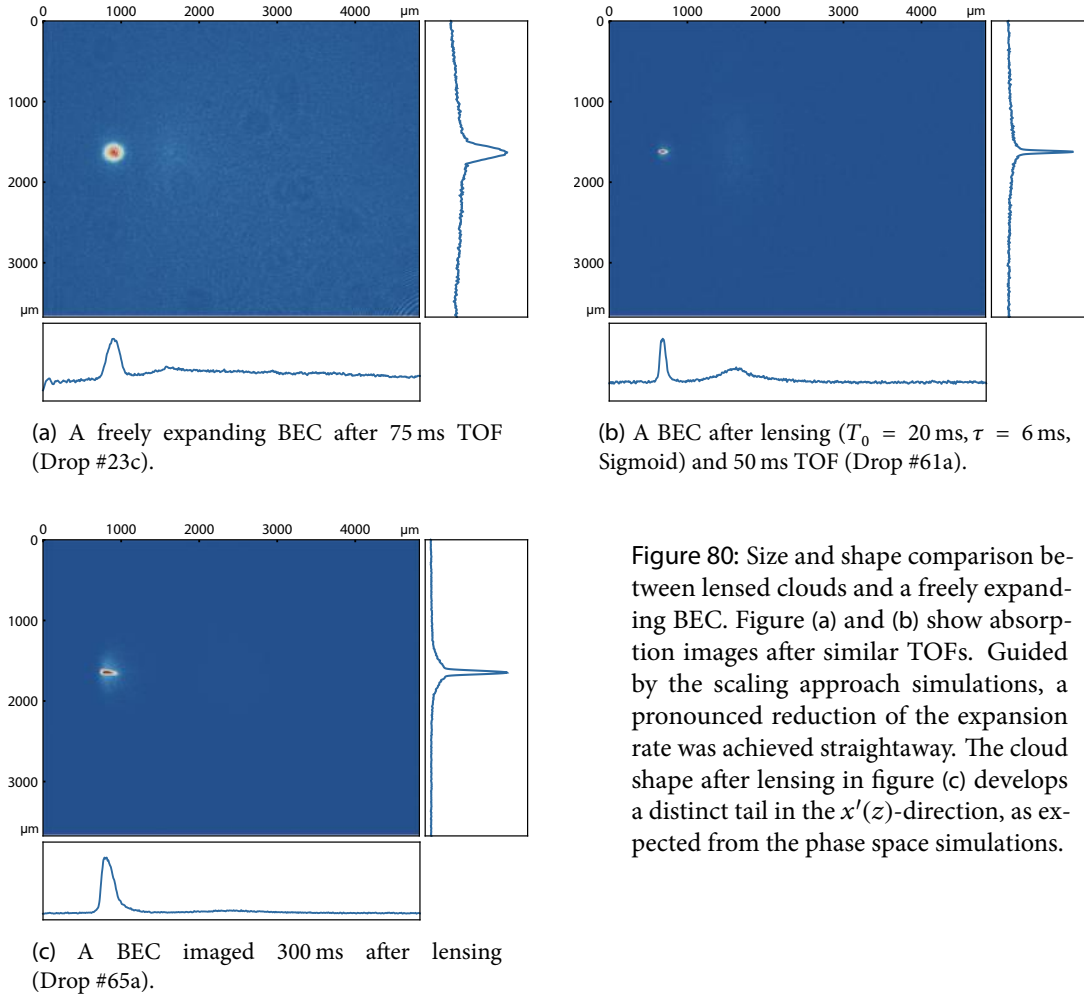 0 1000 2000 3000 4000 µm
0
1000
2000
3000
µm
(a) A freely expanding BEC after 75 ms TOF
(Drop #23c).
0 1000 2000 3000 4000 µm
0
1000
2000
3000
µm
(b) A BEC after lensing (T₀ = 20 ms, τ = 6 ms,
Sigmoid) and 50 ms TOF (Drop #61a).
0 1000 2000 3000 4000 µm
0
1000
2000
3000
µm
(c) A BEC imaged 300 ms after lensing
(Drop #65a).
Figure 80: Size and shape comparison be-
tween lensed clouds and a freely expand-
ing BEC. Figure (a) and (b) show absorp-
tion images after similar TOFs. Guided
by the scaling approach simulations, a
pronounced reduction of the expansion
rate was achieved straightaway. The cloud
shape after lensing in figure (c) develops
a distinct tail in the x′(z)-direction, as ex-
pected from the phase space simulations.